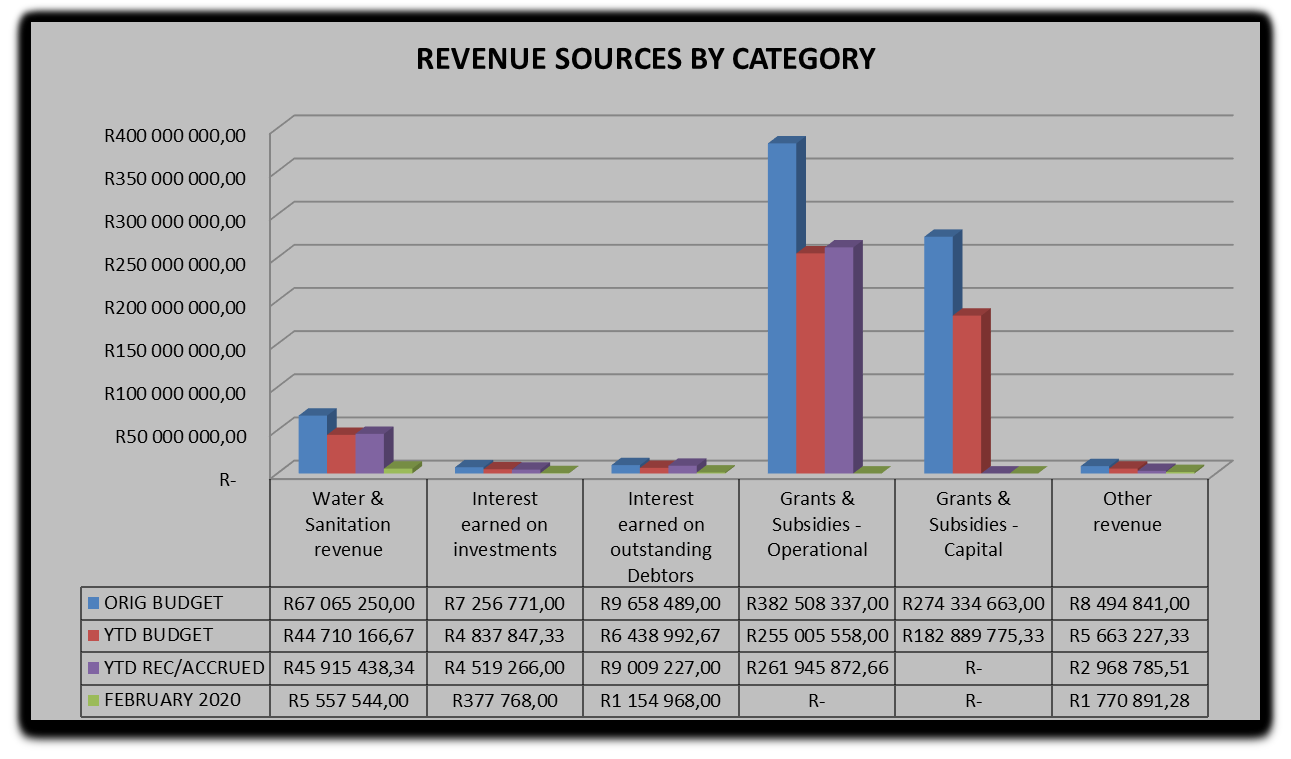 REVENUE SOURCES BY CATEGORY
R400 000 000,00
R350 000 000,00
R300 000 000,00
R250 000 000,00
R200 000 000,00
R150 000 000,00
R100 000 000,00
R50 000 000,00
R-
Water &
Sanitation
revenue
Interest
earned on
investments
Interest
earned on
outstanding
Debtors
Grants &
Subsidies -
Operational
Grants &
Subsidies -
Capital
Other
revenue
ORIG BUDGET R67 065 250,00 R7 256 771,00 R9 658 489,00 R382 508 337,00 R274 334 663,00 R8 494 841,00
YTD BUDGET R44 710 166,67 R4 837 847,33 R6 438 992,67 R255 005 558,00 R182 889 775,33 R5 663 227,33
YTD REC/ACCRUED R45 915 438,34 R4 519 266,00 R9 009 227,00 R261 945 872,66 R- R2 968 785,51
FEBRUARY 2020 R5 557 544,00 R377 768,00 R1 154 968,00 R- R- R1 770 891,28